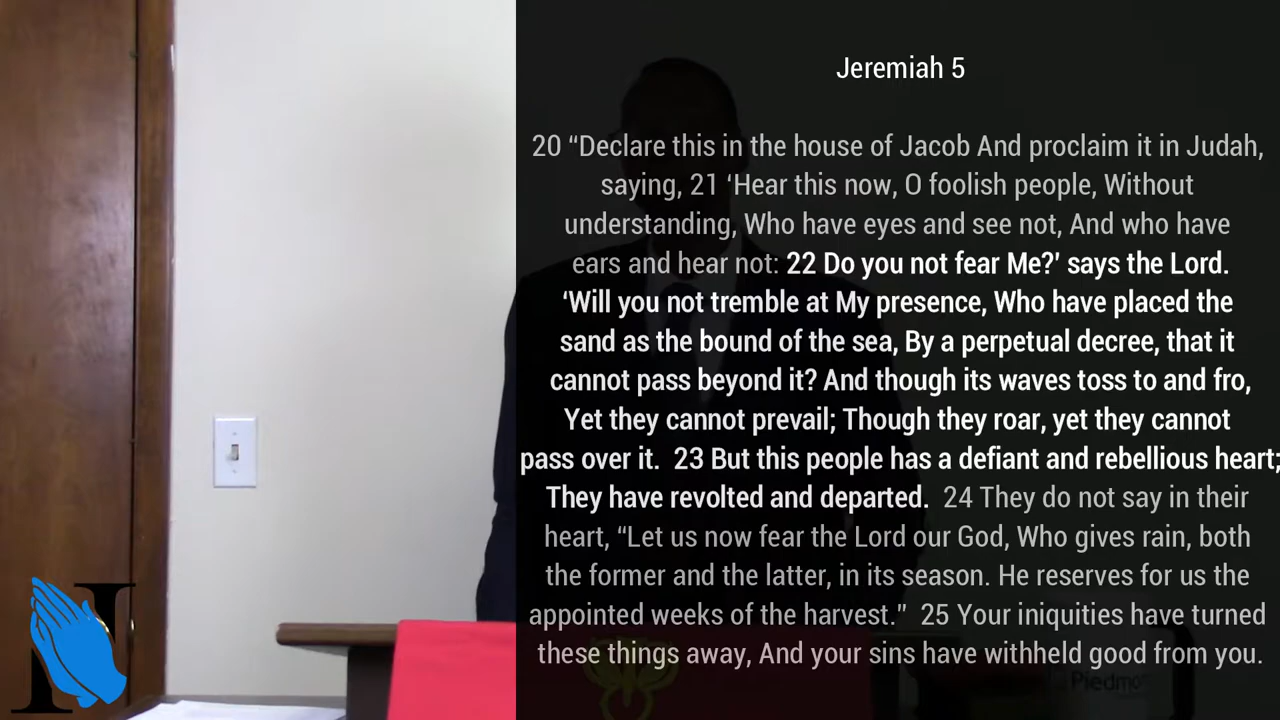 Jeremiah 5
20 “Declare this in the house of Jacob And proclaim it in Judah,
saying, 21 ‘Hear this now, O foolish people, Without
understanding, Who have eyes and see not, And who have
ears and hear not: 22 Do you not fear Me?’ says the Lord.
‘Will you not tremble at My presence, Who have placed the
sand as the bound of the sea, By a perpetual decree, that it
cannot pass beyond it? And though its waves toss to and fro,
Yet they cannot prevail; Though they roar, yet they cannot
pass over it. 23 But this people has a defiant and rebellious heart;
They have revolted and departed. 24 They do not say in their
heart, “Let us now fear the Lord our God, Who gives rain, both
the former and the latter, in its season. He reserves for us the
appointed weeks of the harvest.” 25 Your iniquities have turned
these things away, And your sins have withheld good from you.
N